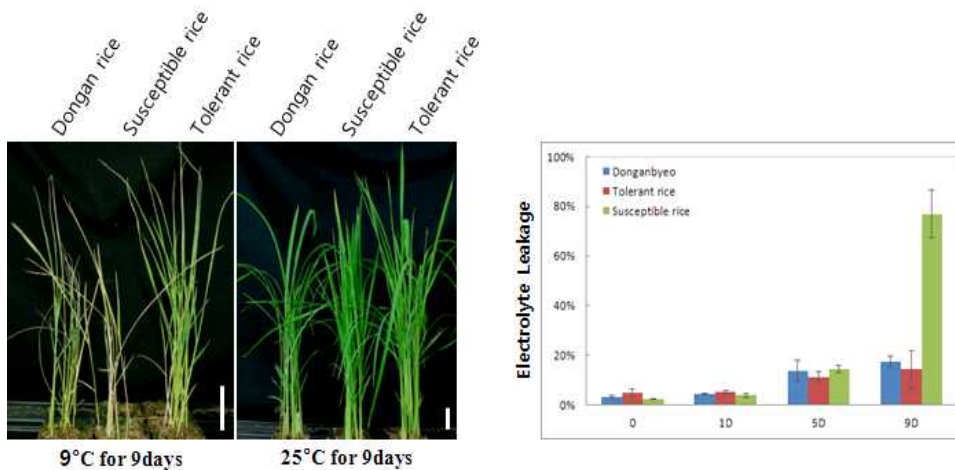 Dongan rice
Susceptible rice
Tolerant rice
Dongan rice
Susceptible rice
Tolerant rice
9°C for 9days
25°C for 9days
Electrolyte Leakage
100%
80%
60%
40%
20%
0%
Donganbyeo
Tolerant rice
Susceptible rice
0 1D 5D 9D